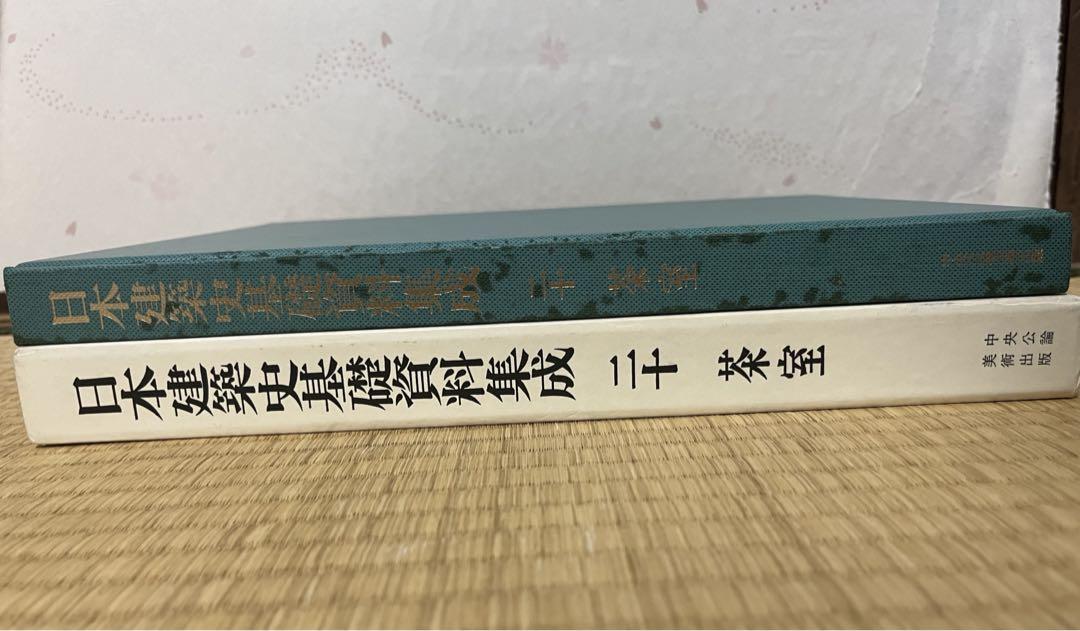 日本建築史基礎資料集成 二十 茶室
日本建築史基礎資料集成 二十 茶室
中央公論
美術出版